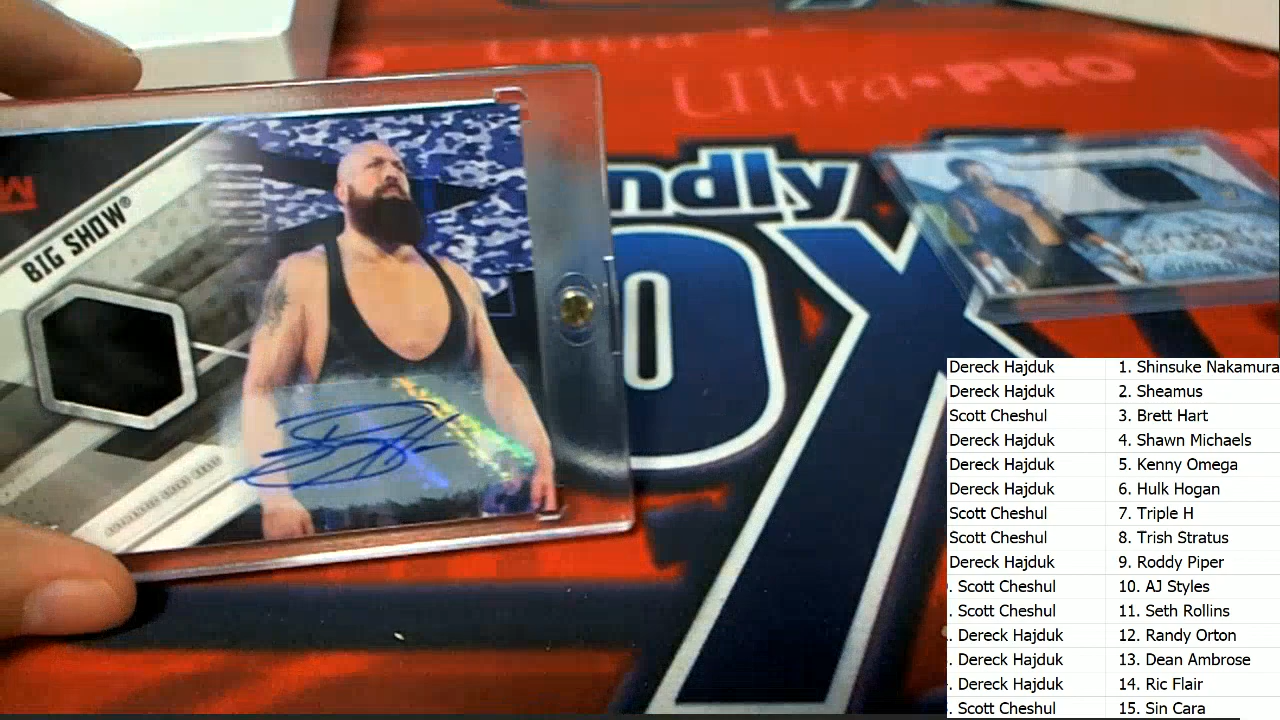 Ultra PRO
ndly
OX
BIG SHOW®
Dereck Hajduk 1. Shinsuke Nakamura
Dereck Hajduk 2. Sheamus
Scott Cheshul 3. Brett Hart
Dereck Hajduk 4. Shawn Michaels
Dereck Hajduk 5. Kenny Omega
Dereck Hajduk 6. Hulk Hogan
Scott Cheshul 7. Triple H
Scott Cheshul 8. Trish Stratus
Dereck Hajduk 9. Roddy Piper
. Scott Cheshul 10. AJ Styles
. Scott Cheshul 11. Seth Rollins
. Dereck Hajduk 12. Randy Orton
. Dereck Hajduk 13. Dean Ambrose
. Dereck Hajduk 14. Ric Flair
. Scott Cheshul 15. Sin Cara